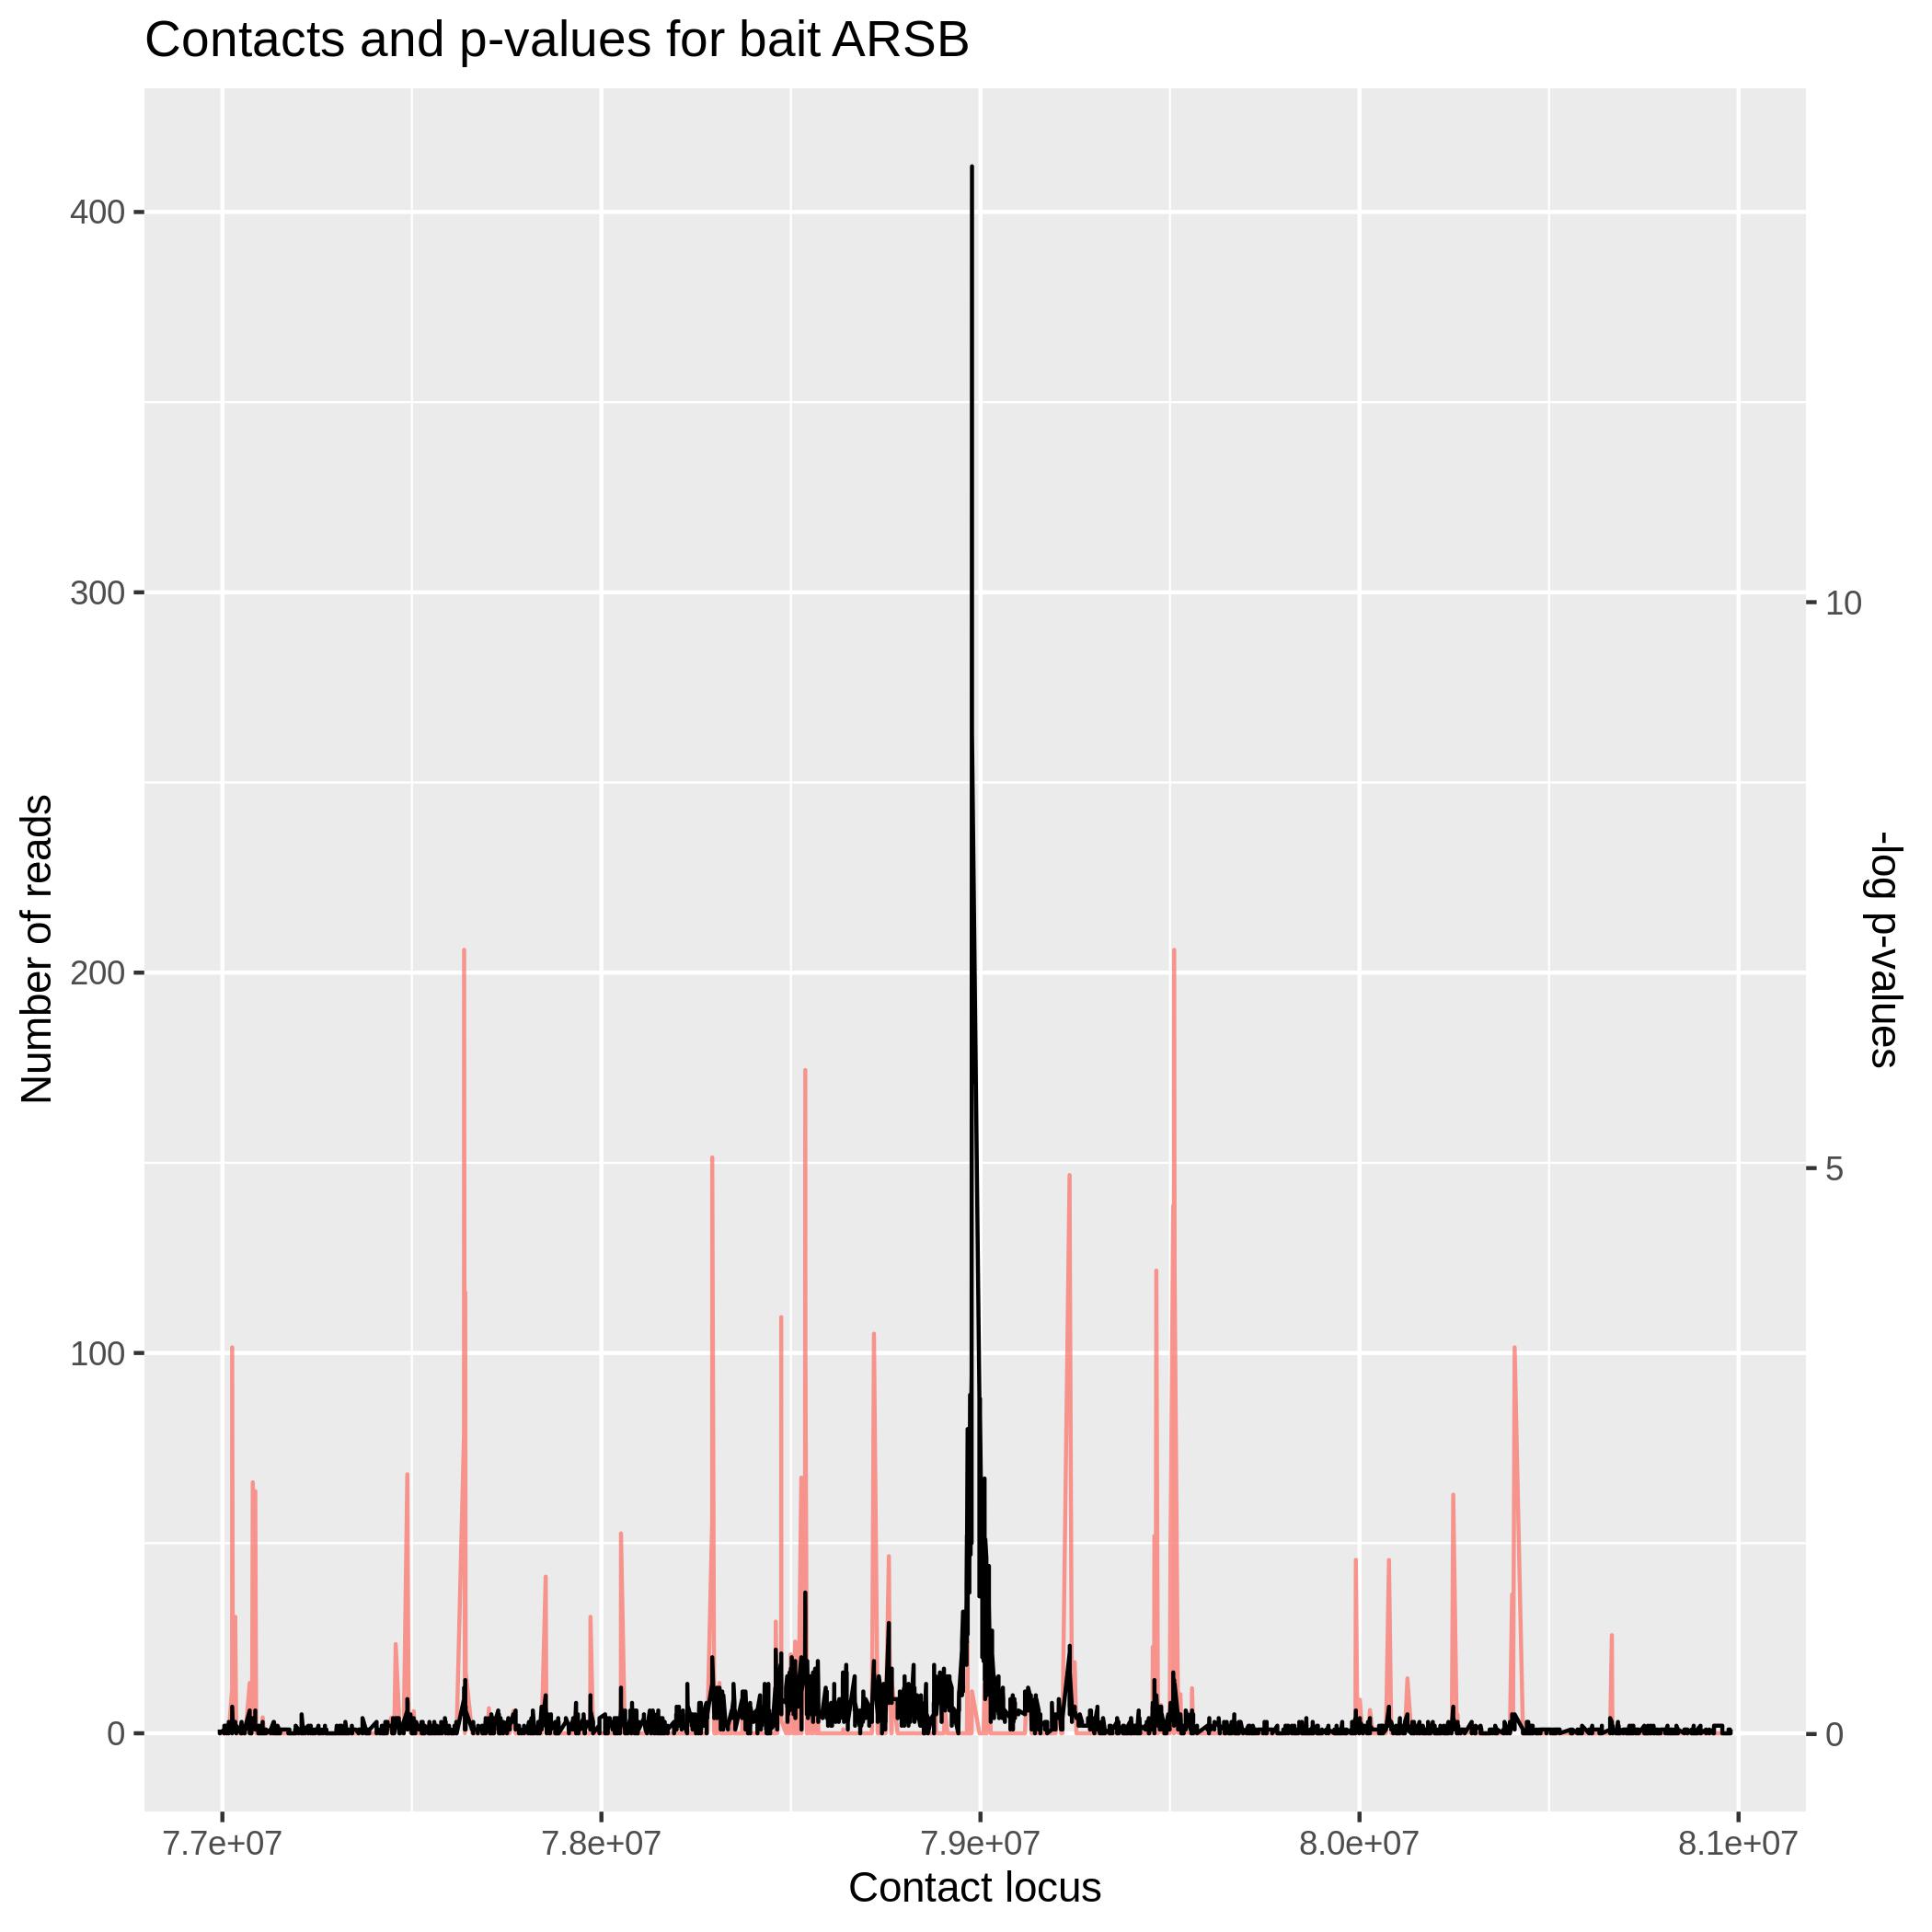 Contacts and p-values for bait ARSB
400
300
200
100
0
Number of reads
10
5
0
-log p-values
7.7e+07
7.8e+07
7.9e+07
8.0e+07
8.1e+07
Contact locus